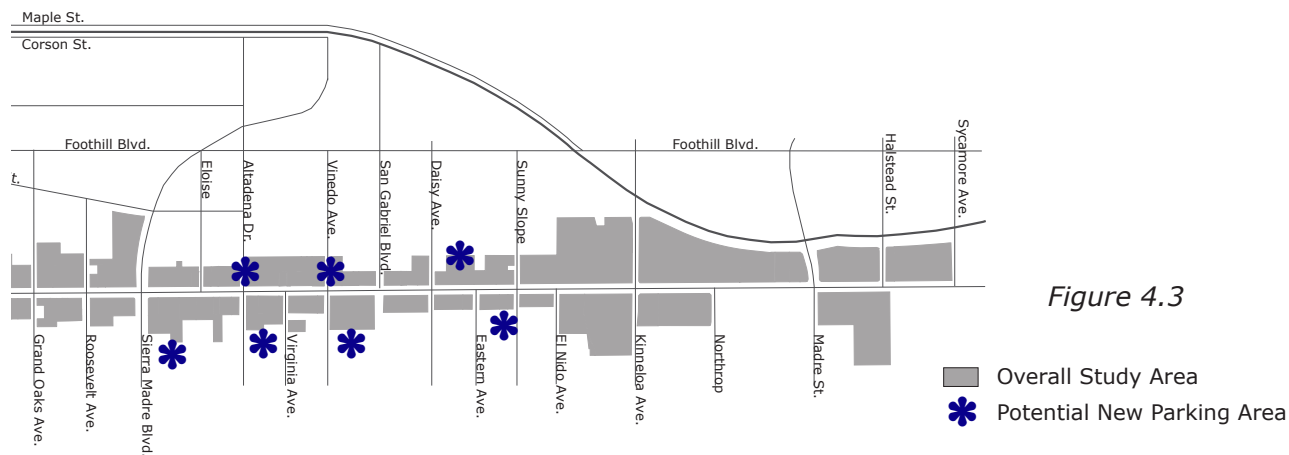 Maple St.
Corson St.
Foothill Blvd.
Foothill Blvd.
t.
Eloise
Altadena Dr.
Vinedo Ave.
San Gabriel Blvd.
Daisy Ave.
Sunny Slope
Halstead St.
Sycamore Ave.
Grand Oaks Ave.
Roosevelt Ave.
Sierra Madre Blvd.
Virginia Ave.
Eastern Ave.
El Nido Ave.
Kinneloa Ave.
Northrop
Madre St.
Figure 4.3
Overall Study Area
Potential New Parking Area